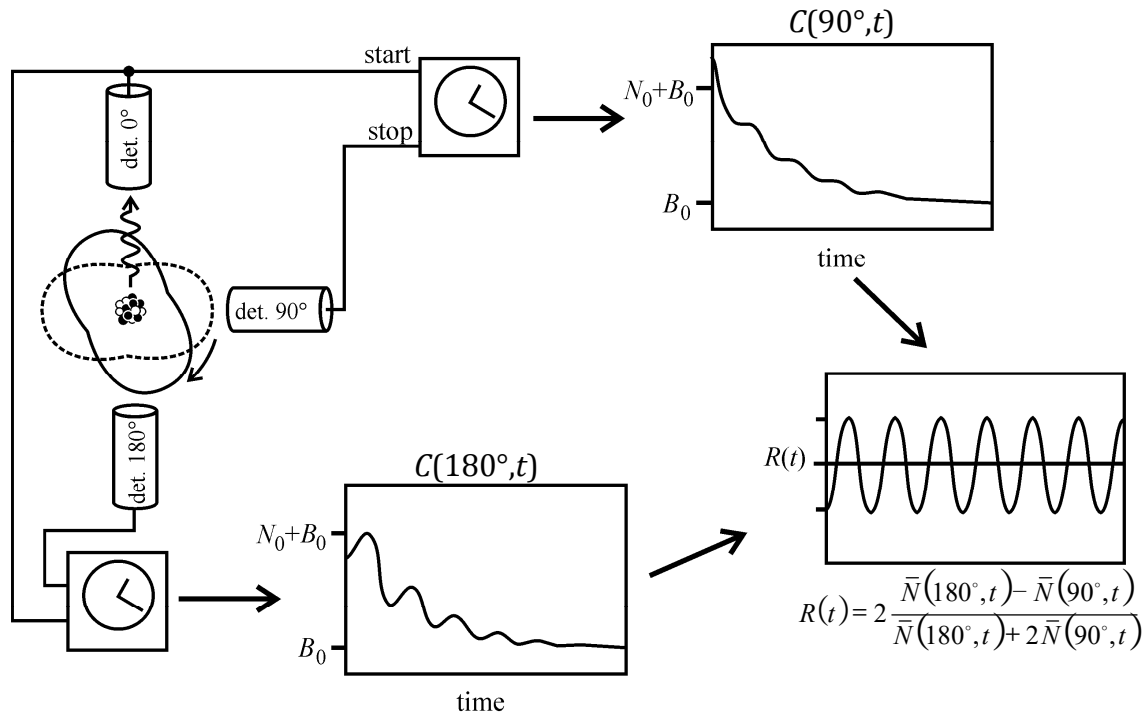 C(90°,t)
start
N₀+B₀
det. 0°
stop
B₀
time
det. 90°
det. 180°
C(180°,t)
R(t)
N₀+B₀
B₀
time
R(t) = 2 (N̅(180°,t) − N̅(90°,t)) / (N̅(180°,t) + 2 N̅(90°,t))